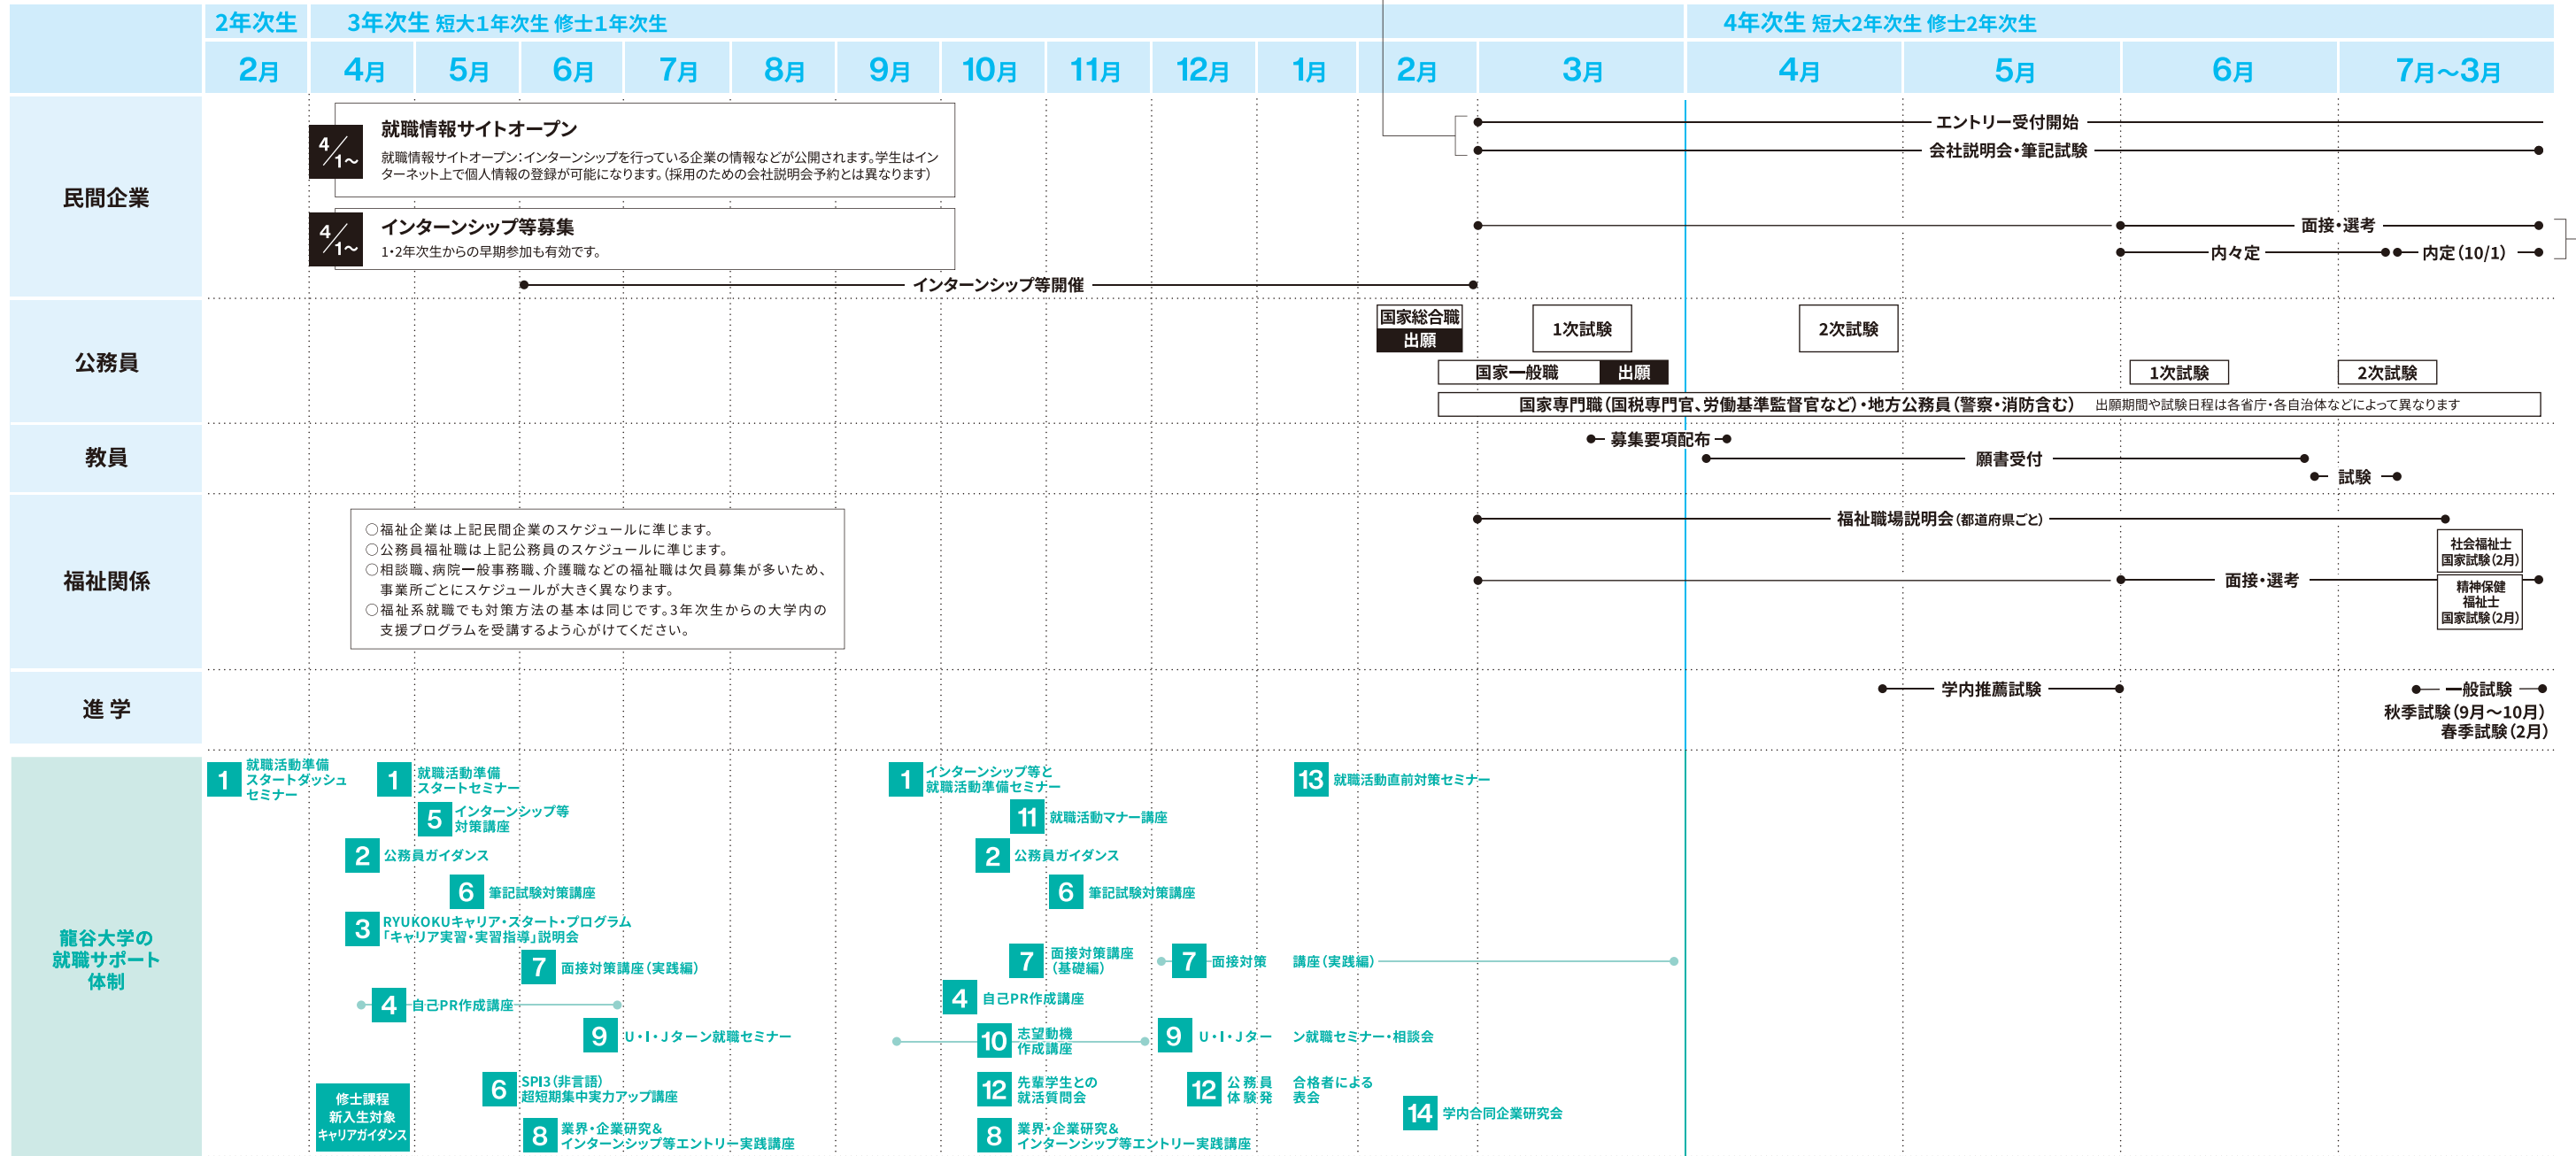 2年次生
3年次生 短大1年次生 修士1年次生
4年次生 短大2年次生 修士2年次生
2月 4月 5月 6月 7月 8月 9月 10月 11月 12月 1月 2月 3月 4月 5月 6月 7月～3月
民間企業
4/1～
就職情報サイトオープン
就職情報サイトオープン：インターンシップを行っている企業の情報などが公開されます。学生はイン
ターネット上で個人情報の登録が可能になります。（採用のための会社説明会予約とは異なります）
4/1～
インターンシップ等募集
1・2年次生からの早期参加も有効です。
インターンシップ等開催
エントリー受付開始
会社説明会・筆記試験
面接・選考
内々定
内定（10/1）
公務員
国家総合職
出願
1次試験
2次試験
国家一般職
出願
1次試験
2次試験
国家専門職（国税専門官、労働基準監督官など）・地方公務員（警察・消防含む） 出願期間や試験日程は各省庁・各自治体などによって異なります
教員
募集要項配布
願書受付
試験
福祉関係
○福祉企業は上記民間企業のスケジュールに準じます。
○公務員福祉職は上記公務員のスケジュールに準じます。
○相談職、病院一般事務職、介護職などの福祉職は欠員募集が多いため、
事業所ごとにスケジュールが大きく異なります。
○福祉系就職でも対策方法の基本は同じです。3年次生からの大学内の
支援プログラムを受講するよう心がけてください。
福祉職場説明会（都道府県ごと）
社会福祉士
国家試験（2月）
面接・選考
精神保健
福祉士
国家試験（2月）
進 学
学内推薦試験
一般試験
秋季試験（9月～10月）
春季試験（2月）
龍谷大学の
就職サポート
体制
1 就職活動準備
スタートダッシュ
セミナー
1 就職活動準備
スタートセミナー
5 インターンシップ等
対策講座
2 公務員ガイダンス
6 筆記試験対策講座
3 RYUKOKUキャリア・スタート・プログラム
「キャリア実習・実習指導」説明会
7 面接対策講座（実践編）
4 自己PR作成講座
9 U・I・Jターン就職セミナー
6 SPI3（非言語）
超短期集中実力アップ講座
修士課程
新入生対象
キャリアガイダンス
8 業界・企業研究＆
インターンシップ等エントリー実践講座
1 インターンシップ等と
就職活動準備セミナー
11 就職活動マナー講座
2 公務員ガイダンス
6 筆記試験対策講座
7 面接対策講座
（基礎編）
4 自己PR作成講座
10 志望動機
作成講座
12 先輩学生との
就活質問会
8 業界・企業研究＆
インターンシップ等エントリー実践講座
13 就職活動直前対策セミナー
7 面接対策 講座（実践編）
9 U・I・Jター ン就職セミナー・相談会
12 公務員 合格者による
体験発 表会
14 学内合同企業研究会